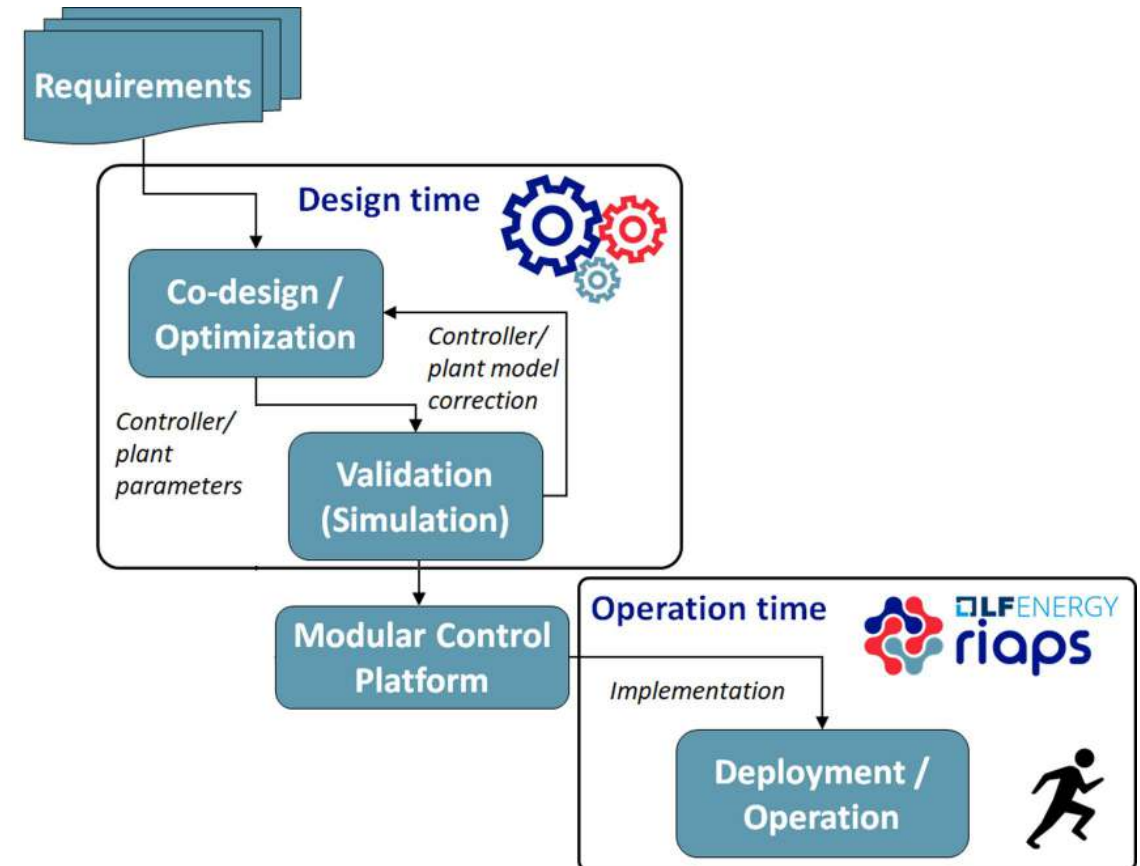 Requirements
Design time
Co-design /
Optimization
Controller/
plant model
correction
Controller/
plant
parameters
Validation
(Simulation)
Modular Control
Platform
Operation time
LFENERGY
riaps
Implementation
Deployment /
Operation